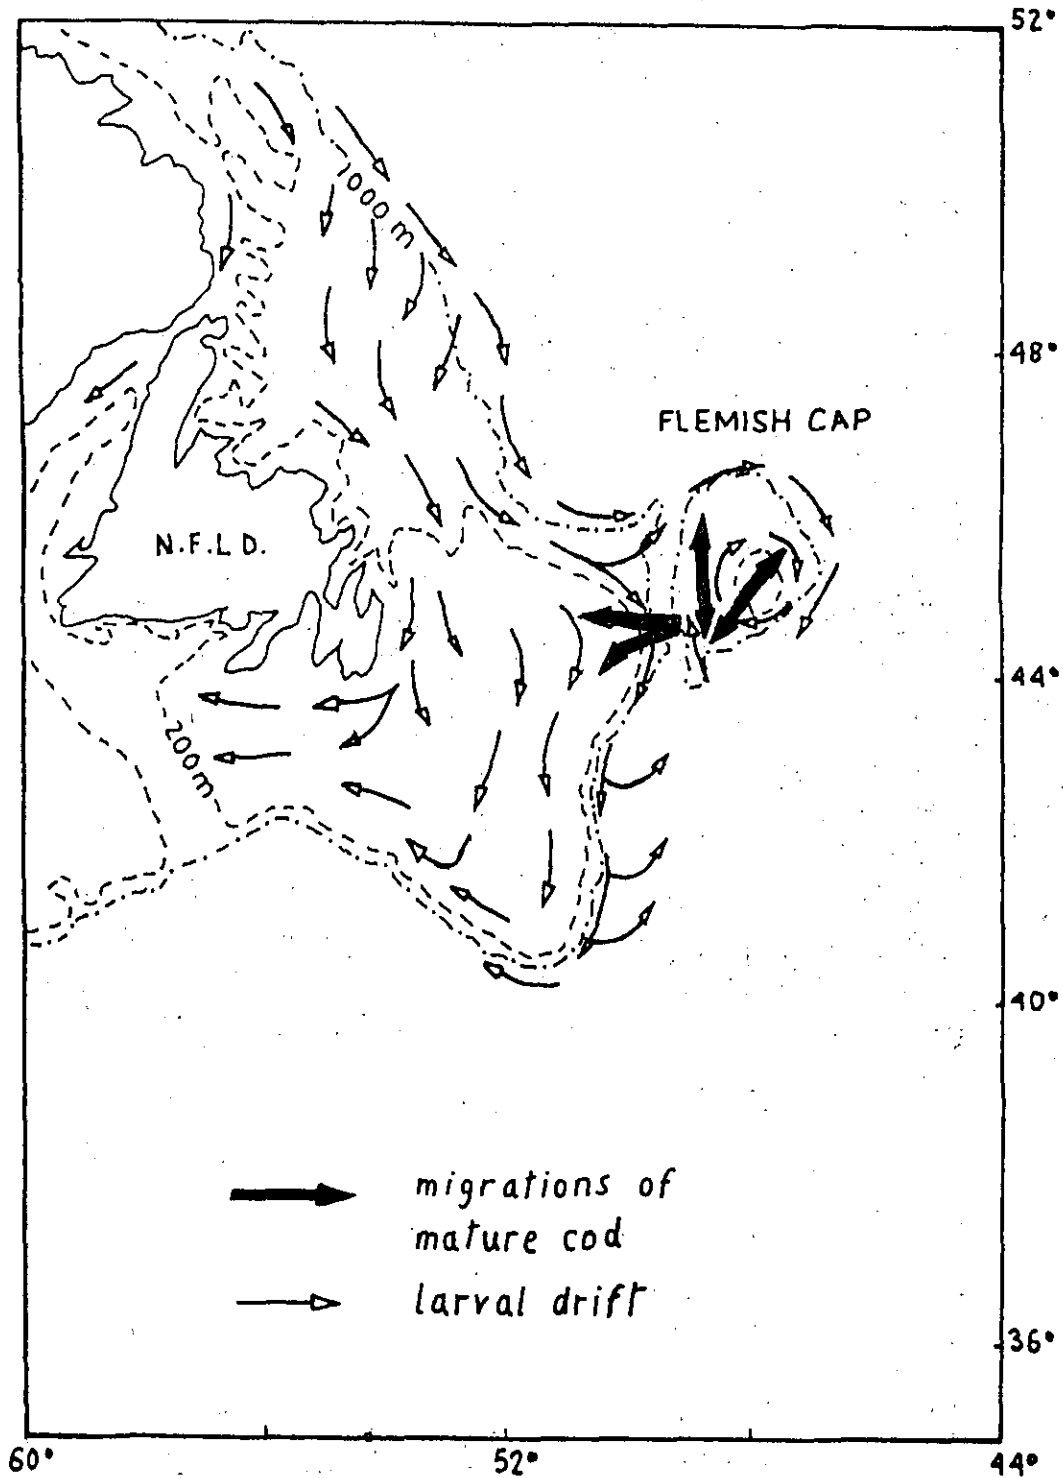 52°
1000 m
48°
FLEMISH CAP
N.F.L.D.
44°
200m
40°
migrations of
mature cod
larval drift
36°
60°
52°
44°